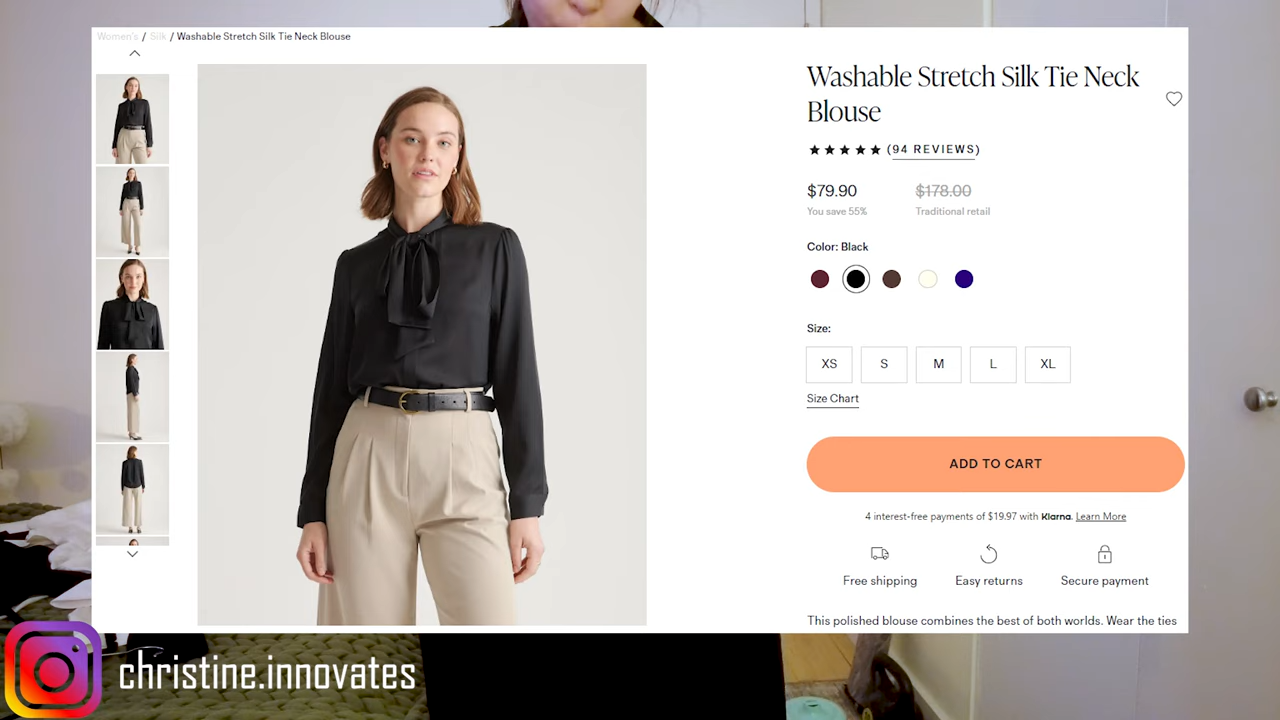 Women's / Silk / Washable Stretch Silk Tie Neck Blouse
Washable Stretch Silk Tie Neck
Blouse
(94 REVIEWS)
$79.90 $178.00
You save 55% Traditional retail
Color: Black
Size:
XS S M L XL
Size Chart
ADD TO CART
4 interest-free payments of $19.97 with Klarna. Learn More
Free shipping Easy returns Secure payment
This polished blouse combines the best of both worlds. Wear the ties
christine.innovates